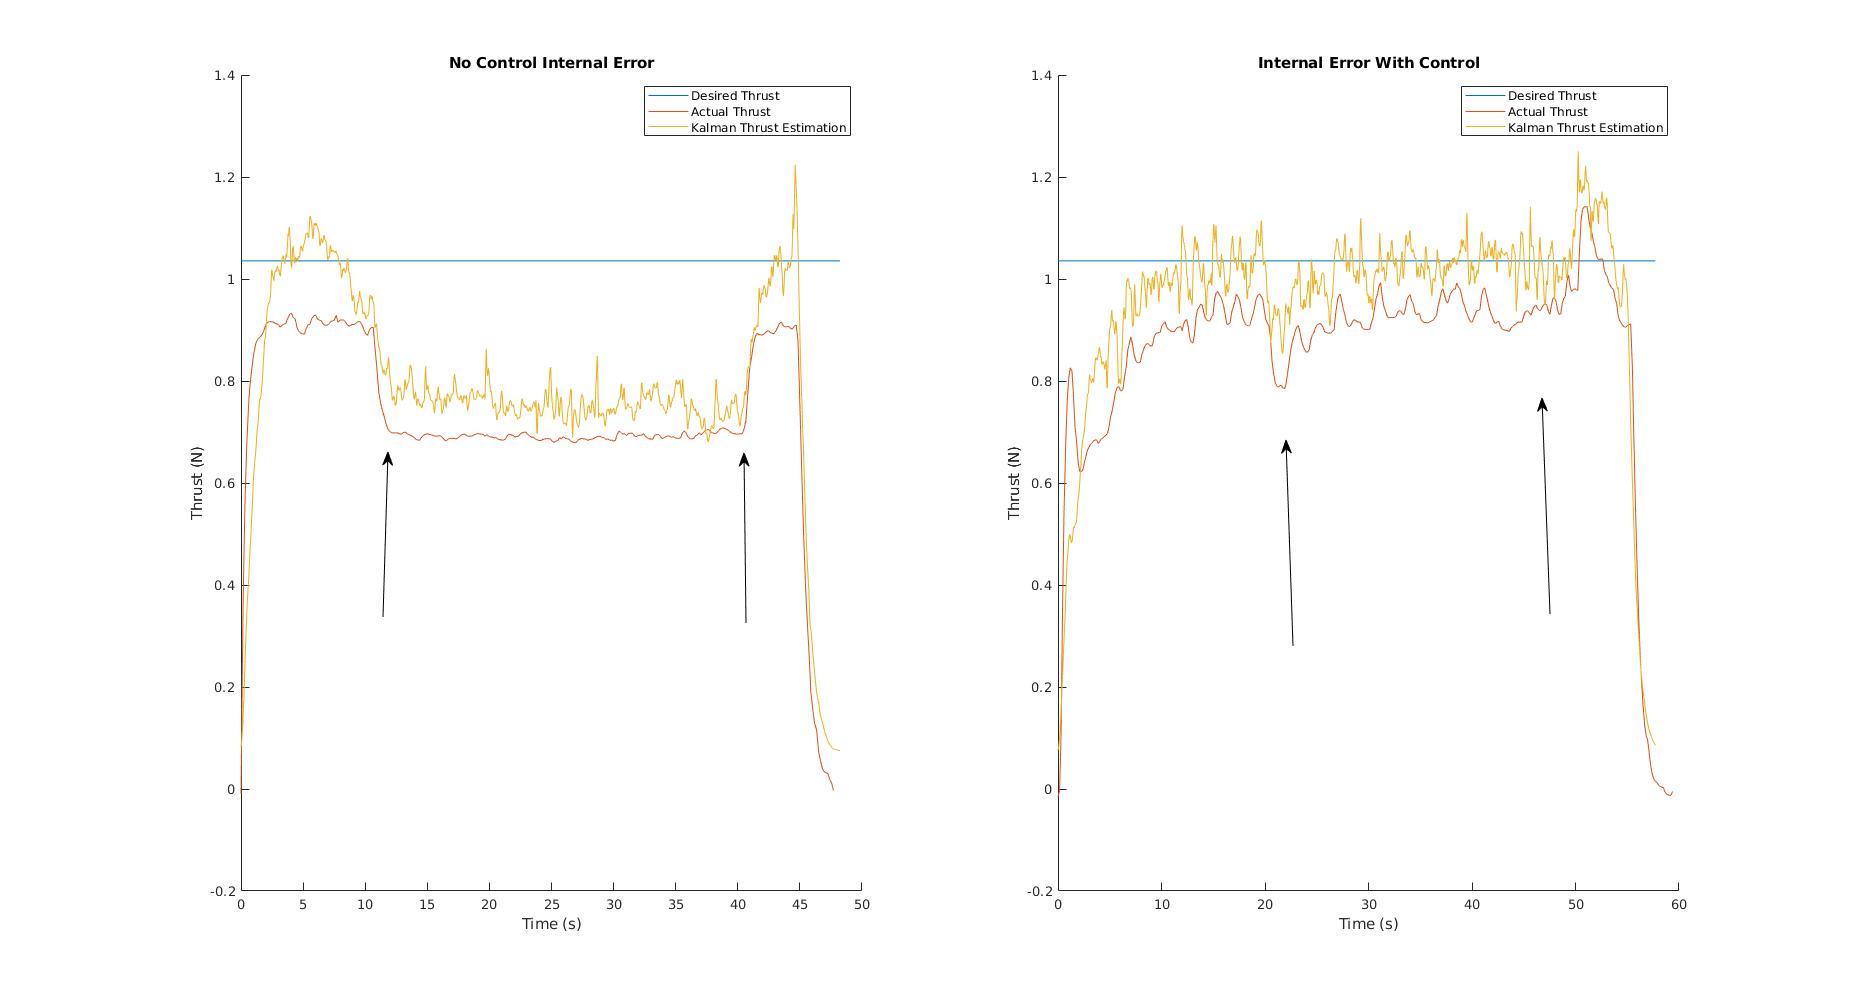 No Control Internal Error
1.4
1.2
1
0.8
0.6
0.4
0.2
0
-0.2
Thrust (N)
Desired Thrust
Actual Thrust
Kalman Thrust Estimation
0 5 10 15 20 25 30 35 40 45 50
Time (s)
Internal Error With Control
1.4
1.2
1
0.8
0.6
0.4
0.2
0
-0.2
Thrust (N)
Desired Thrust
Actual Thrust
Kalman Thrust Estimation
0 10 20 30 40 50 60
Time (s)